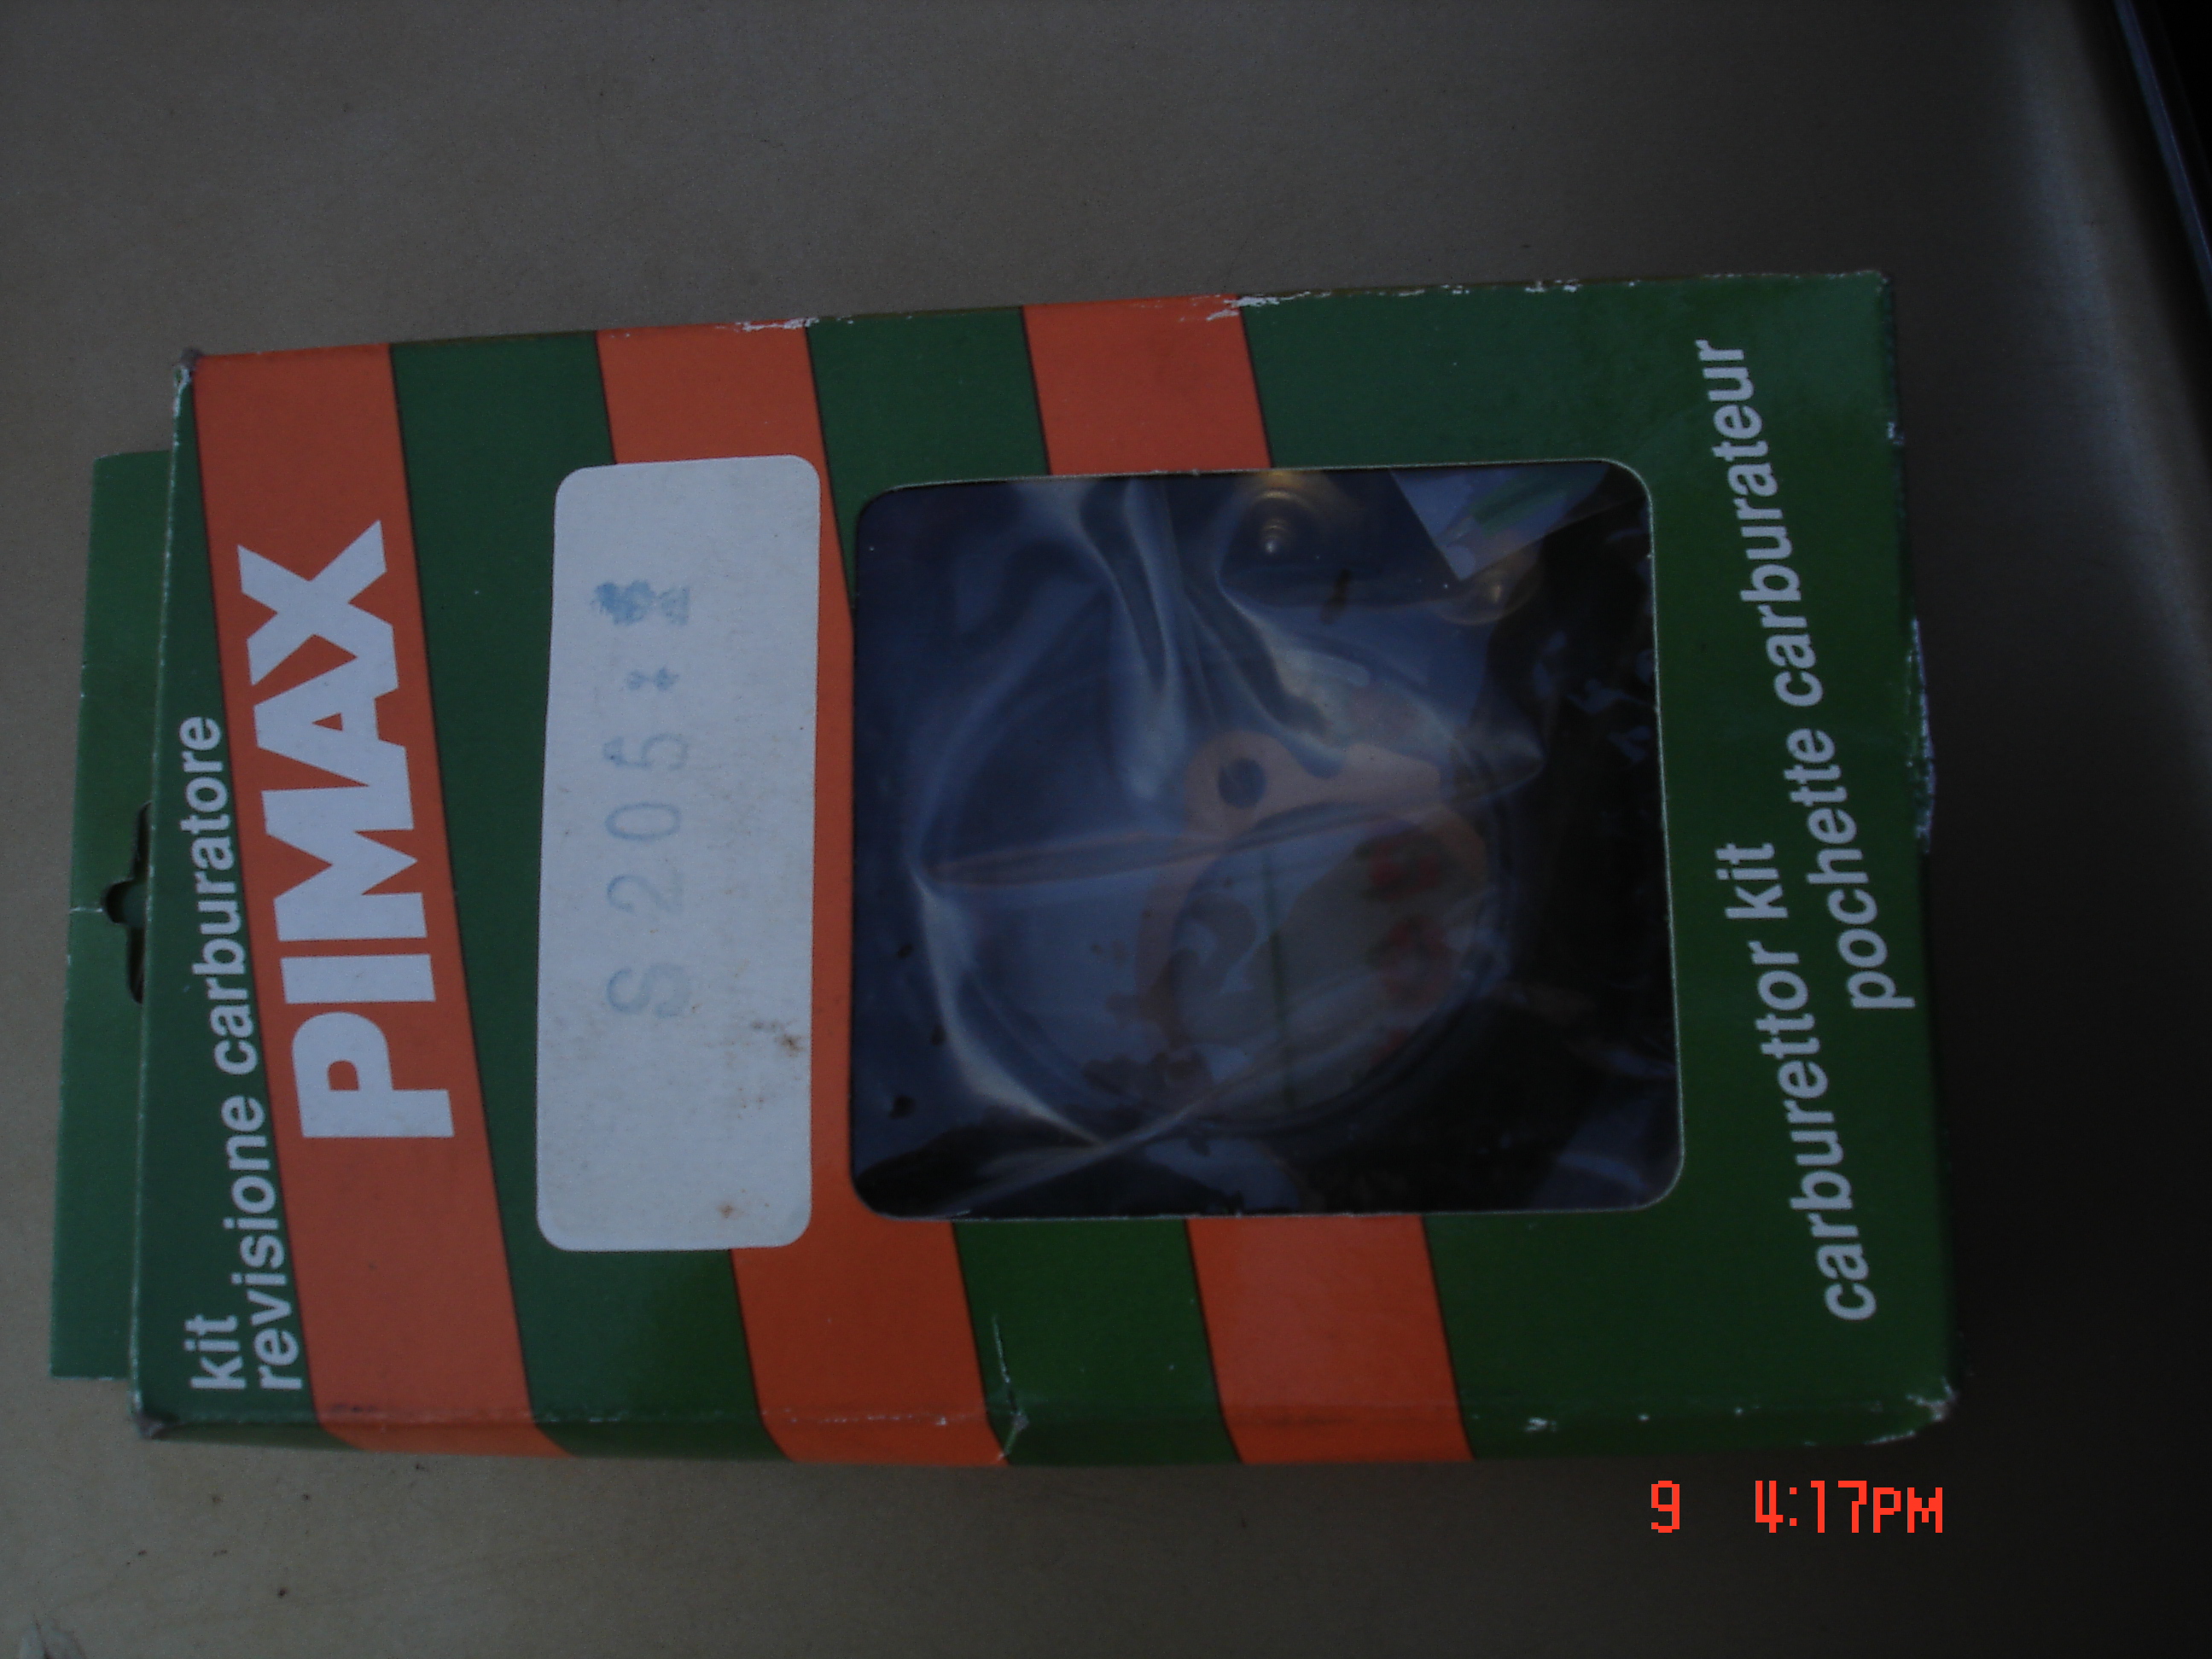 kit
revisione carburatore
PIMAX
S205
carburettor kit
pochette carburateur
9 4:17PM